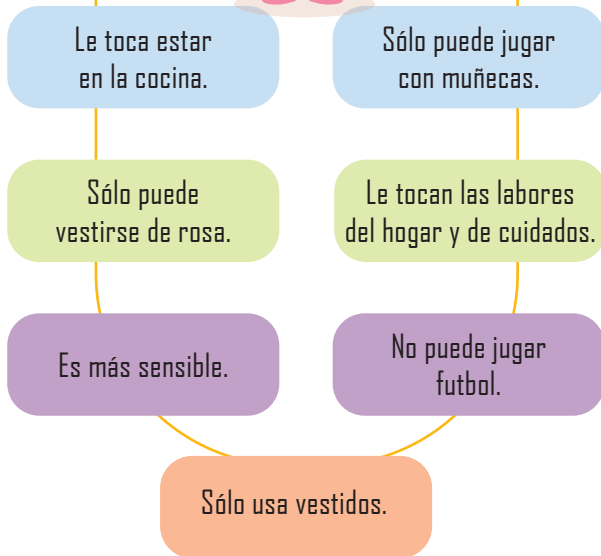 Le toca estar
en la cocina.
Sólo puede jugar
con muñecas.
Sólo puede
vestirse de rosa.
Le tocan las labores
del hogar y de cuidados.
Es más sensible.
No puede jugar
futbol.
Sólo usa vestidos.